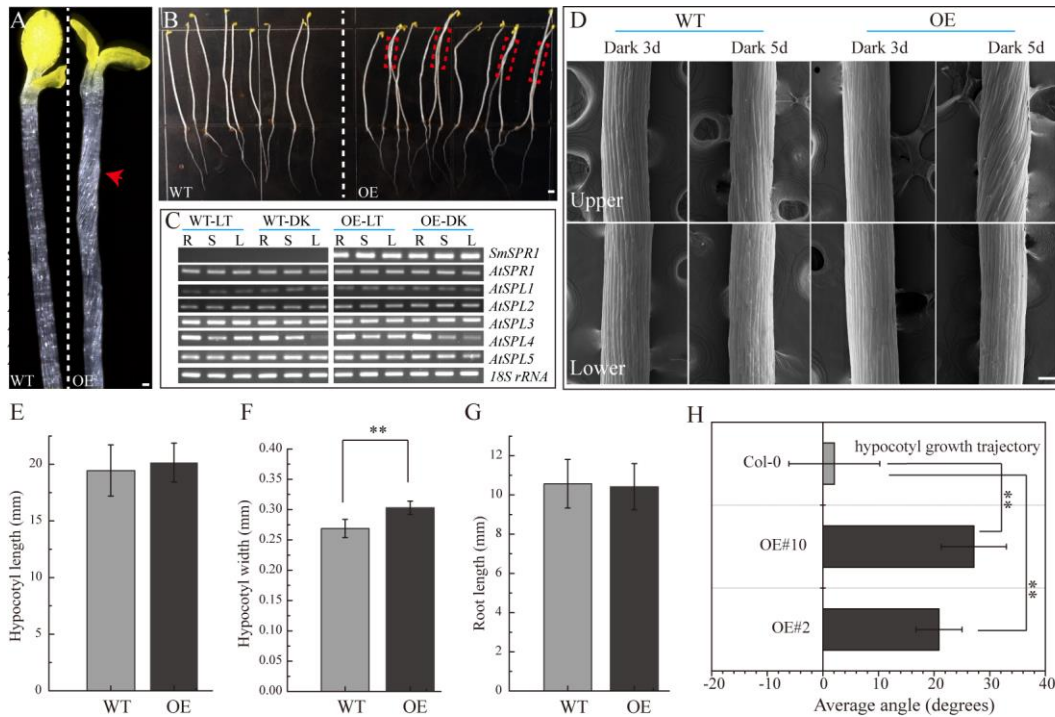 A
WT
OE
B
WT
OE
C
WT-LT WT-DK OE-LT OE-DK
R S L R S L R S L R S L
SmSPR1
AtSPR1
AtSPL1
AtSPL2
AtSPL3
AtSPL4
AtSPL5
18S rRNA
D
WT OE
Dark 3d Dark 5d Dark 3d Dark 5d
Upper
Lower
E
Hypocotyl length (mm)
20
15
10
5
0
WT OE
F
**
Hypocotyl width (mm)
0.40
0.35
0.30
0.25
0.20
0.15
0.10
0.05
0.00
WT OE
G
Root length (mm)
12
10
8
6
4
2
0
WT OE
H
hypocotyl growth trajectory
Col-0
**
OE#10
**
OE#2
-20 -10 0 10 20 30 40
Average angle (degrees)